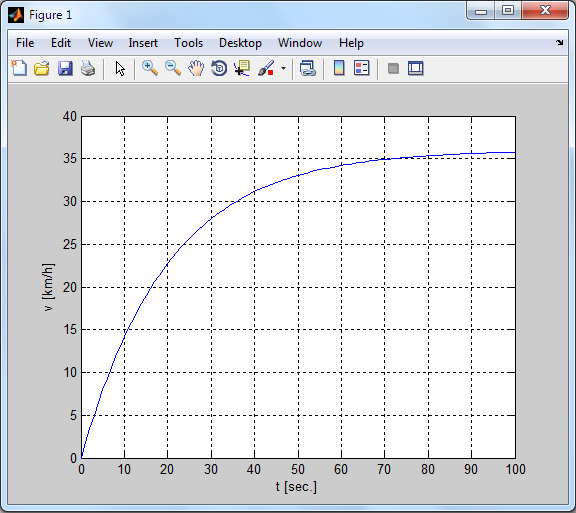 Figure 1
File Edit View Insert Tools Desktop Window Help
40
35
30
25
20
15
10
5
0
v [km/h]
0 10 20 30 40 50 60 70 80 90 100
t [sec.]